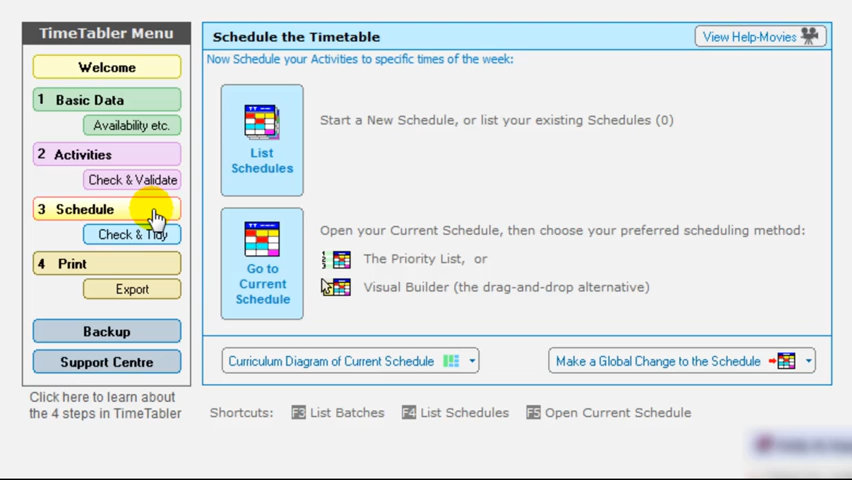 TimeTabler Menu
Welcome
1 Basic Data
Availability etc.
2 Activities
Check & Validate
3 Schedule
Check & Tidy
4 Print
Export
Backup
Support Centre
Click here to learn about
the 4 steps in TimeTabler
Schedule the Timetable
View Help-Movies
Now Schedule your Activities to specific times of the week:
List
Schedules
Start a New Schedule, or list your existing Schedules (0)
Go to
Current
Schedule
Open your Current Schedule, then choose your preferred scheduling method:
The Priority List, or
Visual Builder (the drag-and-drop alternative)
Curriculum Diagram of Current Schedule
Make a Global Change to the Schedule
Shortcuts: F3 List Batches F4 List Schedules F5 Open Current Schedule